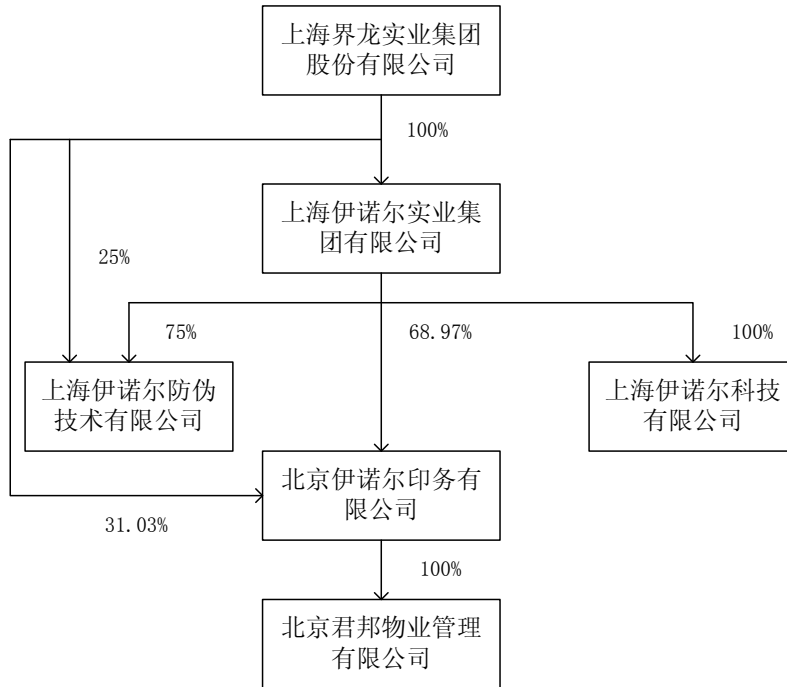 上海界龙实业集团
股份有限公司
100%
上海伊诺尔实业集
团有限公司
25%
75%
68.97%
100%
上海伊诺尔防伪
技术有限公司
上海伊诺尔科技
有限公司
北京伊诺尔印务有
限公司
31.03%
100%
北京君邦物业管理
有限公司